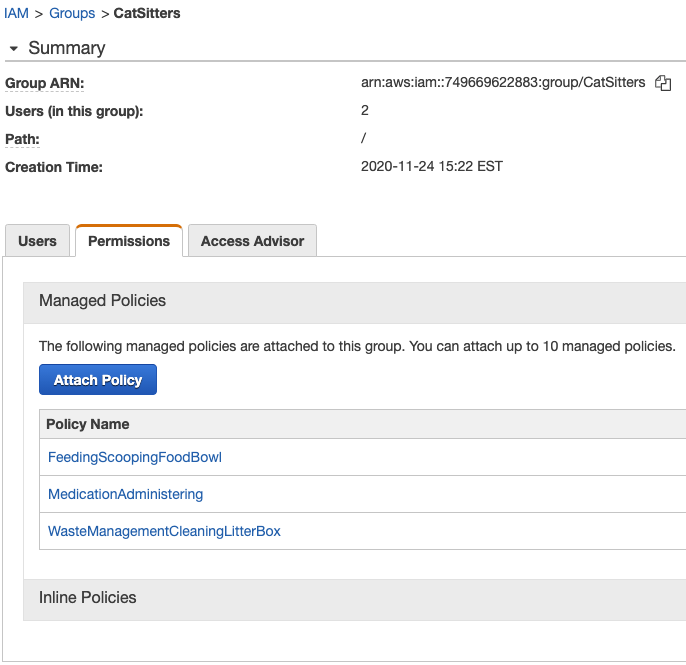 IAM > Groups > CatSitters
Summary
Group ARN: arn:aws:iam::749669622883:group/CatSitters
Users (in this group): 2
Path: /
Creation Time: 2020-11-24 15:22 EST
Users Permissions Access Advisor
Managed Policies
The following managed policies are attached to this group. You can attach up to 10 managed policies.
Attach Policy
Policy Name
FeedingScoopingFoodBowl
MedicationAdministering
WasteManagementCleaningLitterBox
Inline Policies